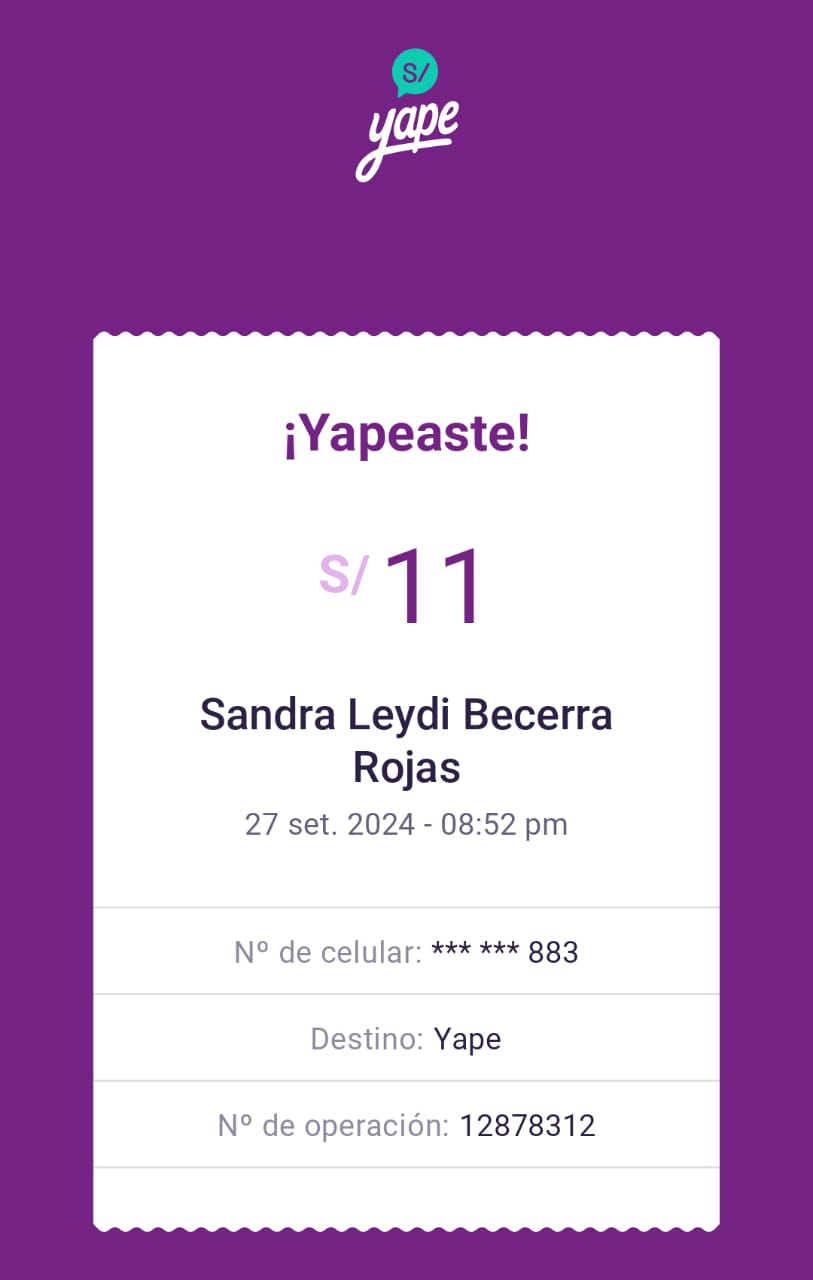 S/
yape
¡Yapeaste!
S/ 11
Sandra Leydi Becerra
Rojas
27 set. 2024 - 08:52 pm
Nº de celular: *** *** 883
Destino: Yape
Nº de operación: 12878312